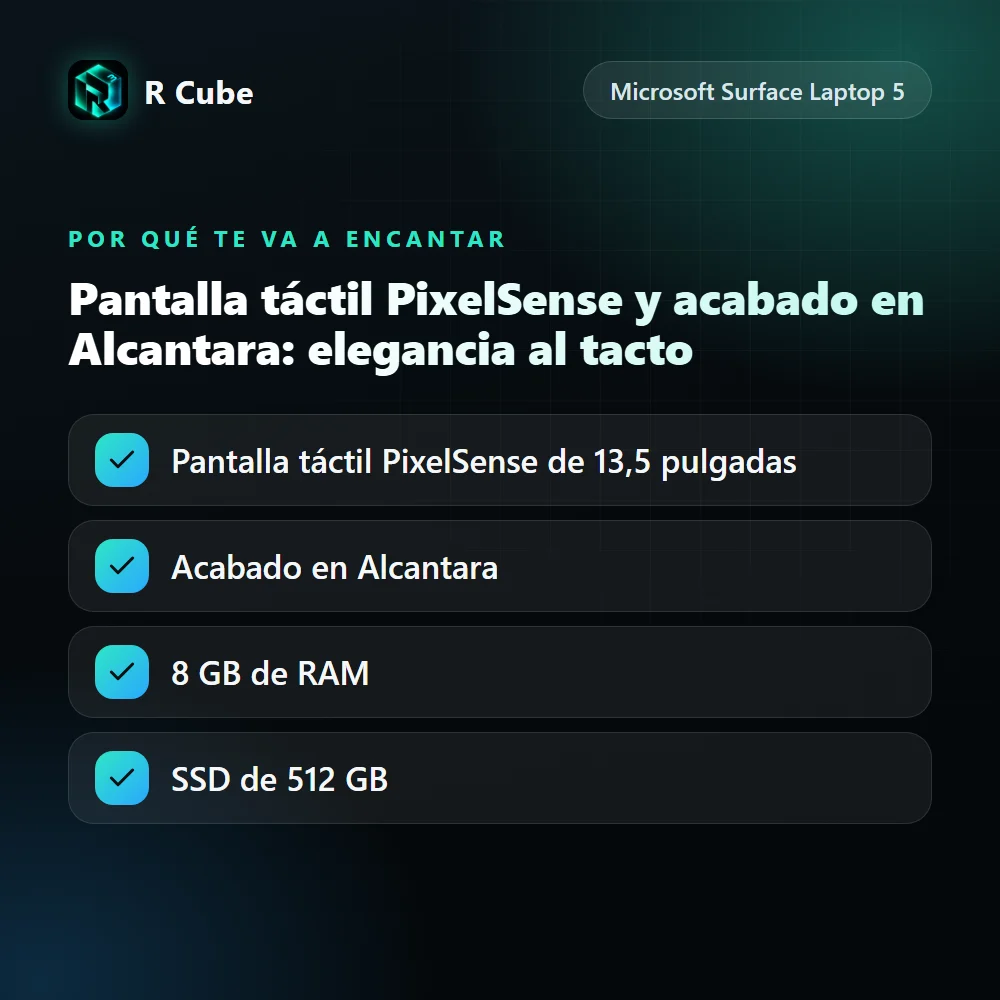 R Cube
Microsoft Surface Laptop 5
POR QUÉ TE VA A ENCANTAR
Pantalla táctil PixelSense y acabado en
Alcantara: elegancia al tacto
Pantalla táctil PixelSense de 13,5 pulgadas
Acabado en Alcantara
8 GB de RAM
SSD de 512 GB